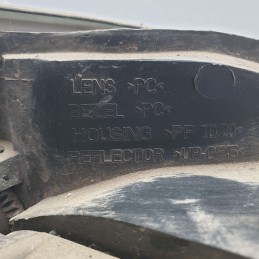 LENS >PC<
BEZEL >PC<
HOUSING >PP
REFLECTOR